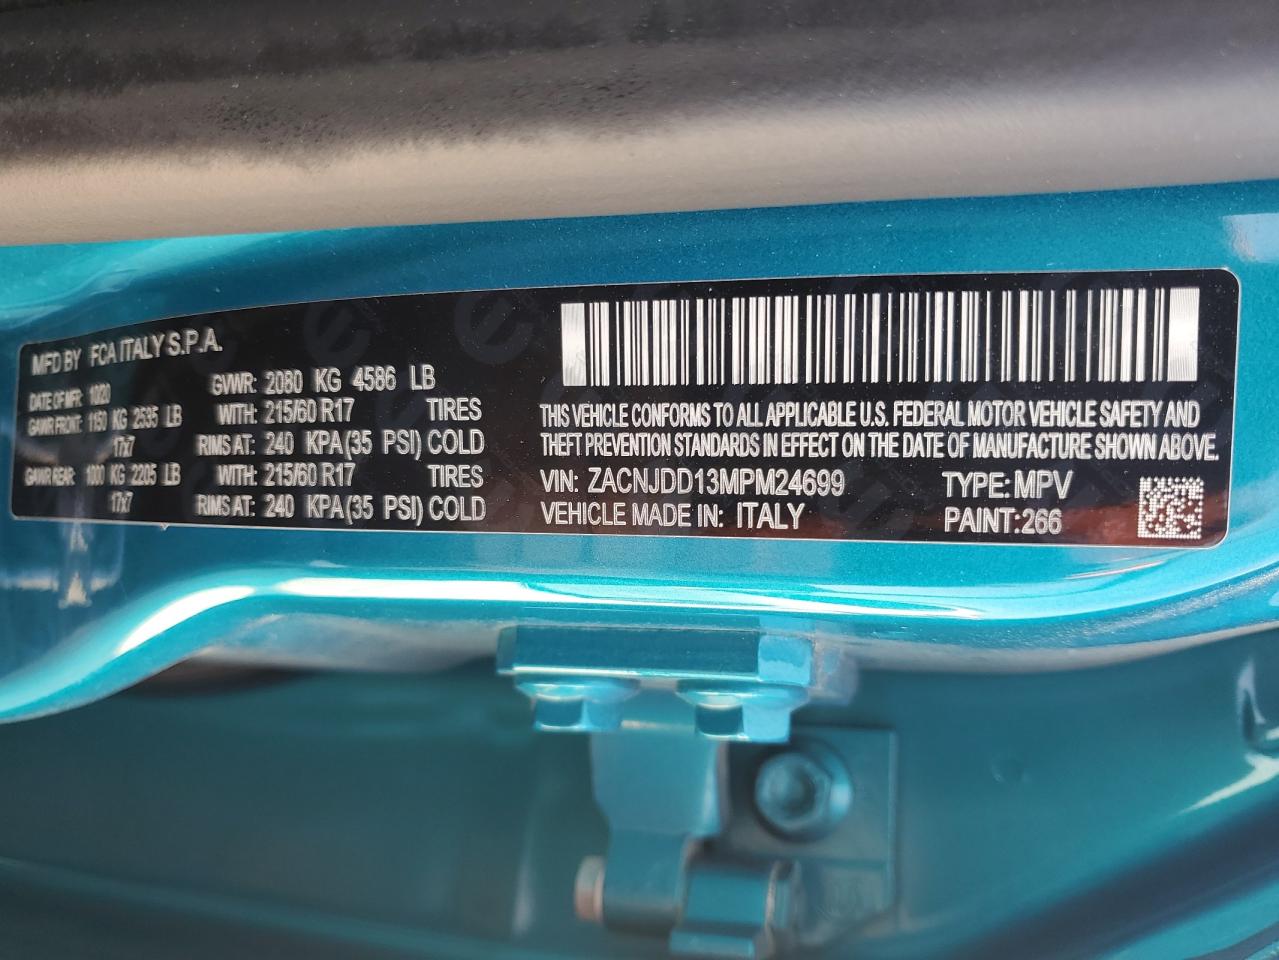 MFD BY FCA ITALY S.P.A.
DATE OF MFR: 1020 GVWR: 2080 KG 4586 LB
GAWR FRONT: 1150 KG 2535 LB WITH: 215/60 R17 TIRES
17x7 RIMS AT: 240 KPA(35 PSI) COLD
GAWR REAR: 1000 KG 2205 LB WITH: 215/60 R17 TIRES
17x7 RIMS AT: 240 KPA(35 PSI) COLD
THIS VEHICLE CONFORMS TO ALL APPLICABLE U.S. FEDERAL MOTOR VEHICLE SAFETY AND
THEFT PREVENTION STANDARDS IN EFFECT ON THE DATE OF MANUFACTURE SHOWN ABOVE.
VIN: ZACNJDD13MPM24699 TYPE: MPV
VEHICLE MADE IN: ITALY PAINT:266